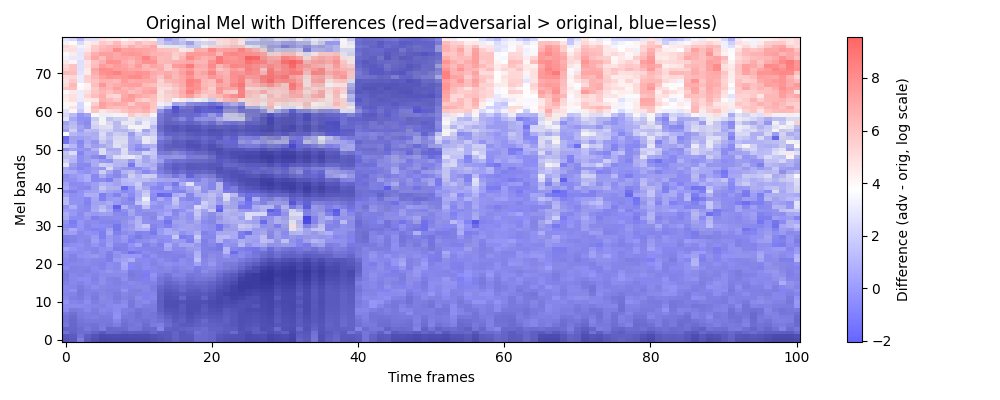 Original Mel with Differences (red=adversarial > original, blue=less)
Mel bands
70
60
50
40
30
20
10
0
0 20 40 60 80 100
Time frames
8
6
4
2
0
−2
Difference (adv - orig, log scale)